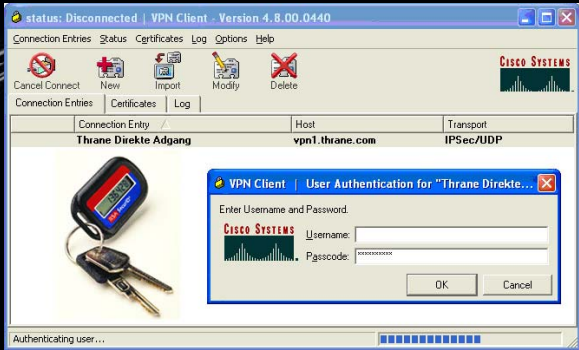 status: Disconnected | VPN Client - Version 4.8.00.0440
Connection Entries Status Certificates Log Options Help
Cancel Connect New Import Modify Delete
CISCO SYSTEMS
Connection Entries Certificates Log
Connection Entry Host Transport
Thrane Direkte Adgang vpn1.thrane.com IPSec/UDP
VPN Client | User Authentication for "Thrane Direkte...
Enter Username and Password.
CISCO SYSTEMS Username:
Passcode: **********
OK Cancel
Authenticating user...